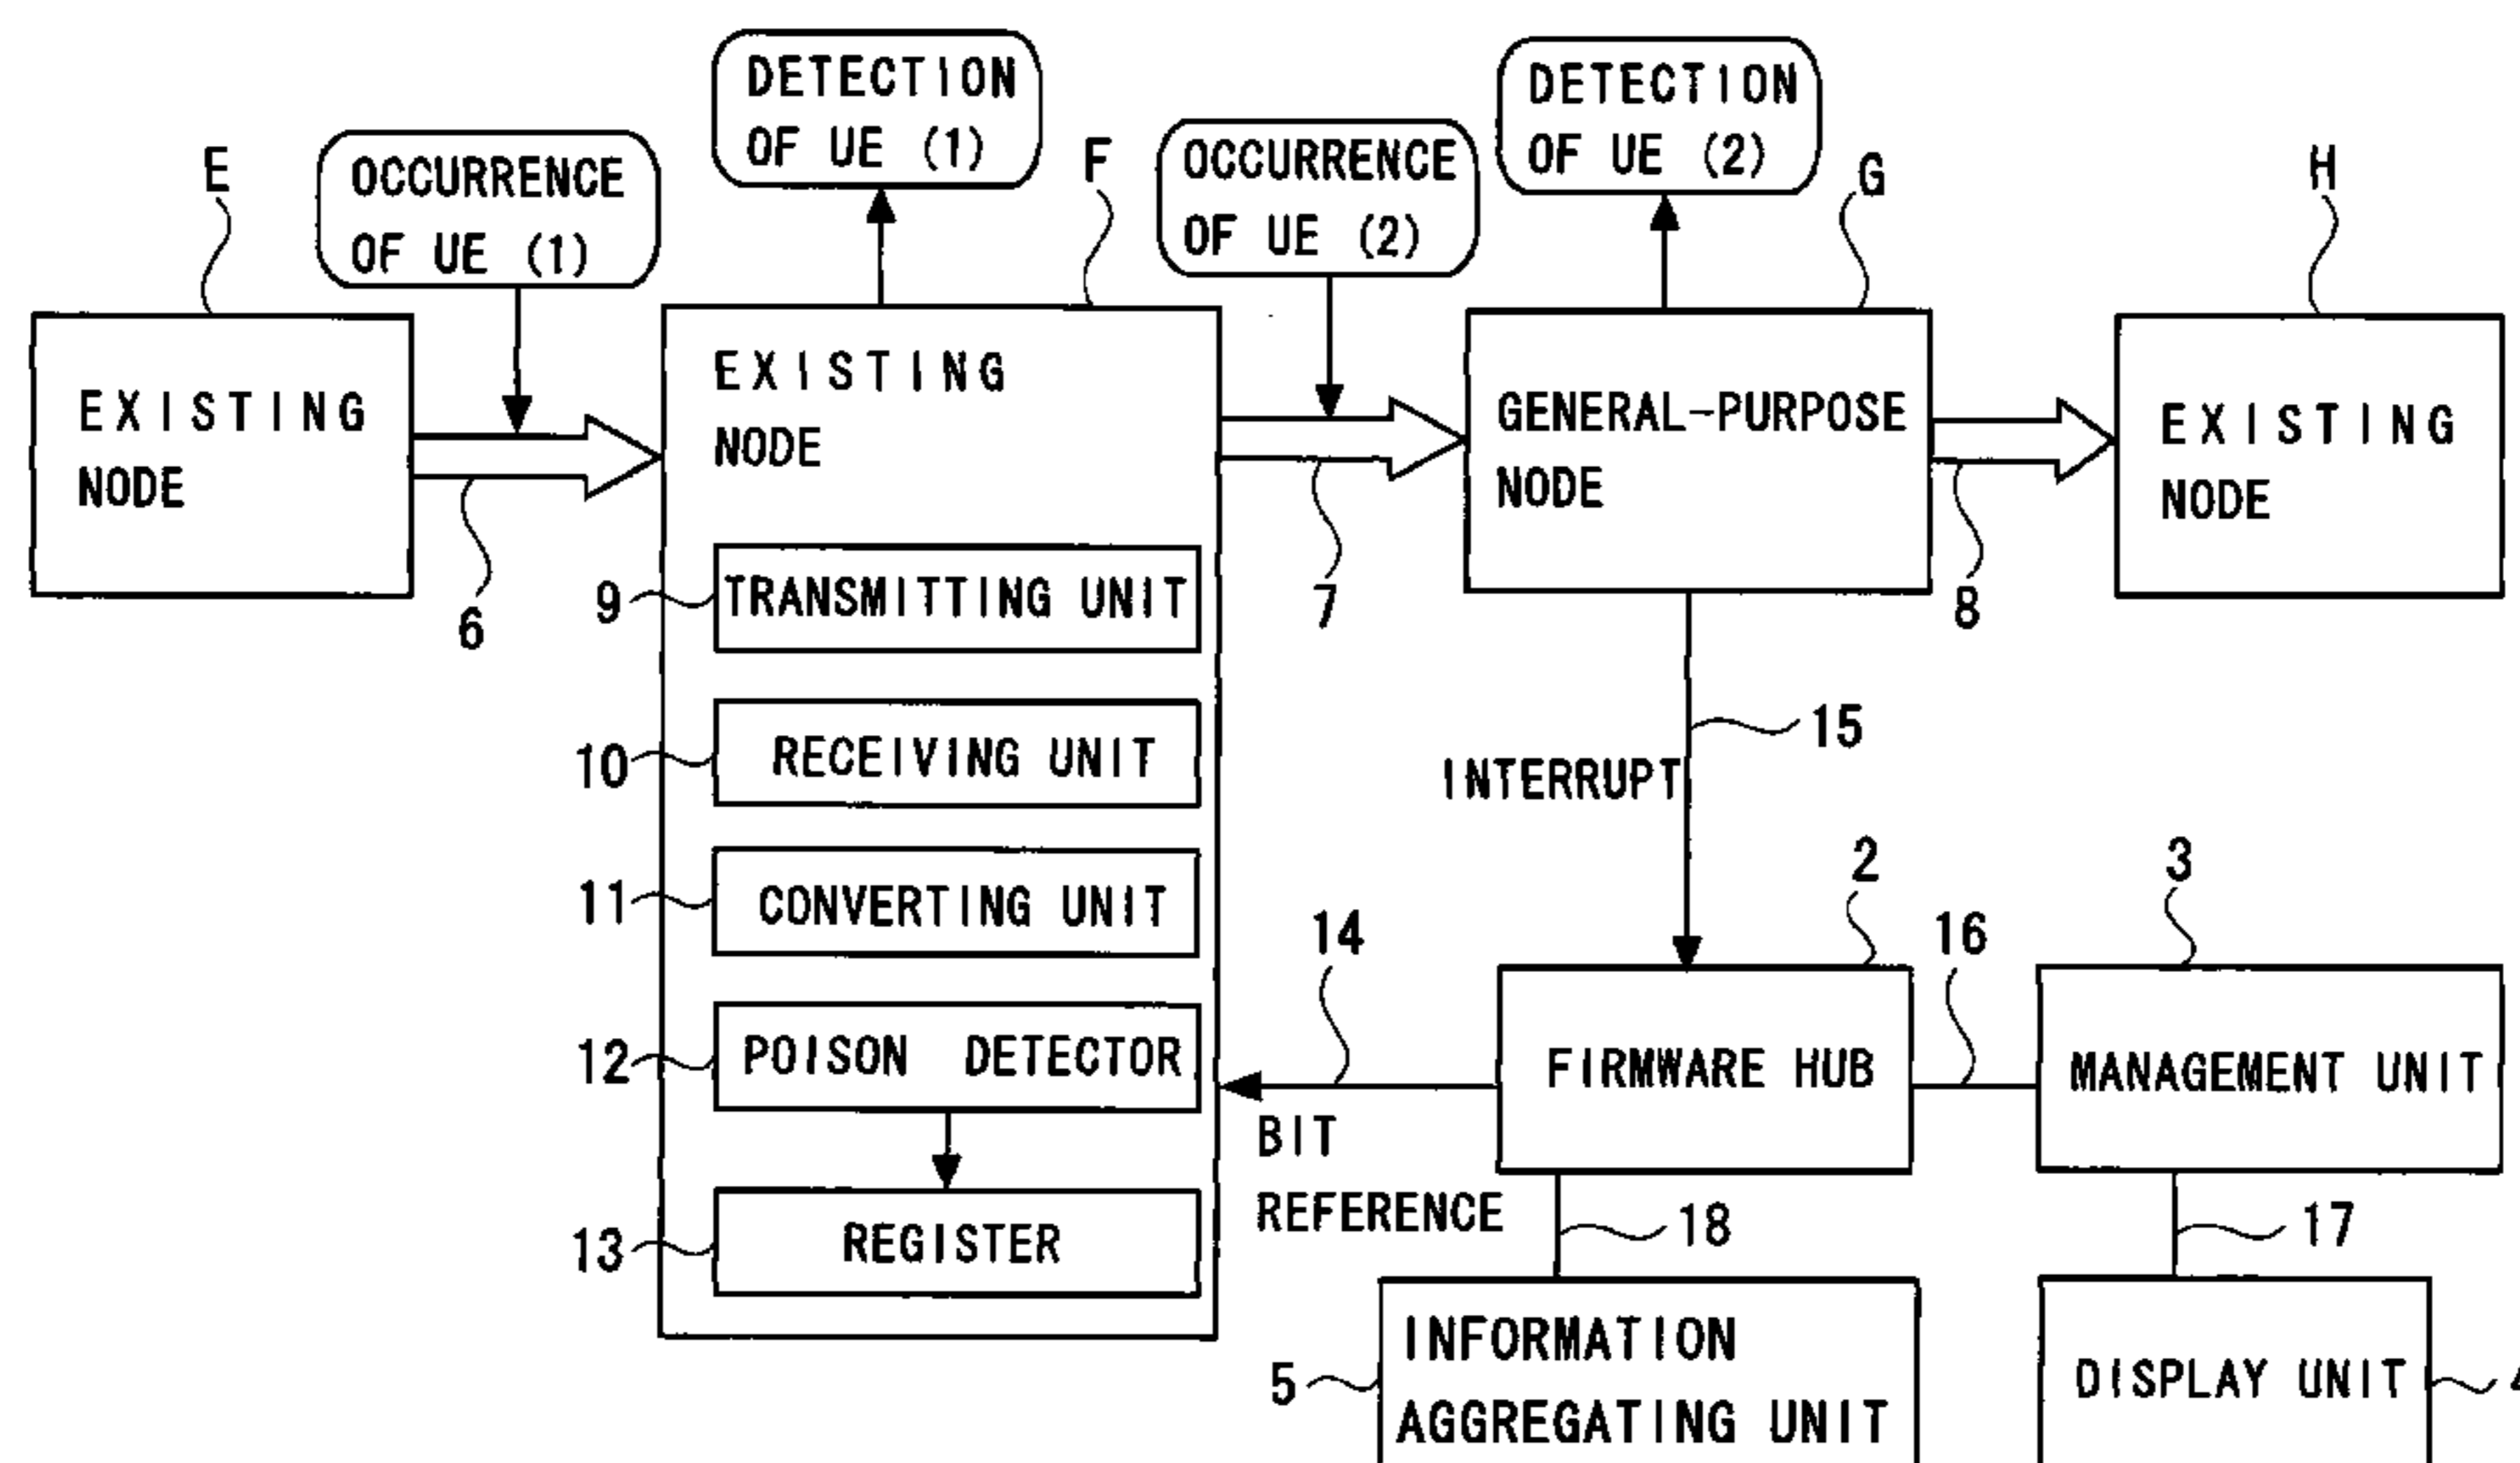 DETECTION
OF UE (1)
DETECTION
OF UE (2)
E
OCCURRENCE
OF UE (1)
F
OCCURRENCE
OF UE (2)
G
H
EXISTING
NODE
6
EXISTING
NODE
7
GENERAL-PURPOSE
NODE
8
EXISTING
NODE
9
TRANSMITTING UNIT
10
RECEIVING UNIT
11
CONVERTING UNIT
12
POISON DETECTOR
13
REGISTER
15
INTERRUPT
14
BIT
REFERENCE
2
FIRMWARE HUB
16
3
MANAGEMENT UNIT
18
17
5
INFORMATION
AGGREGATING UNIT
DISPLAY UNIT